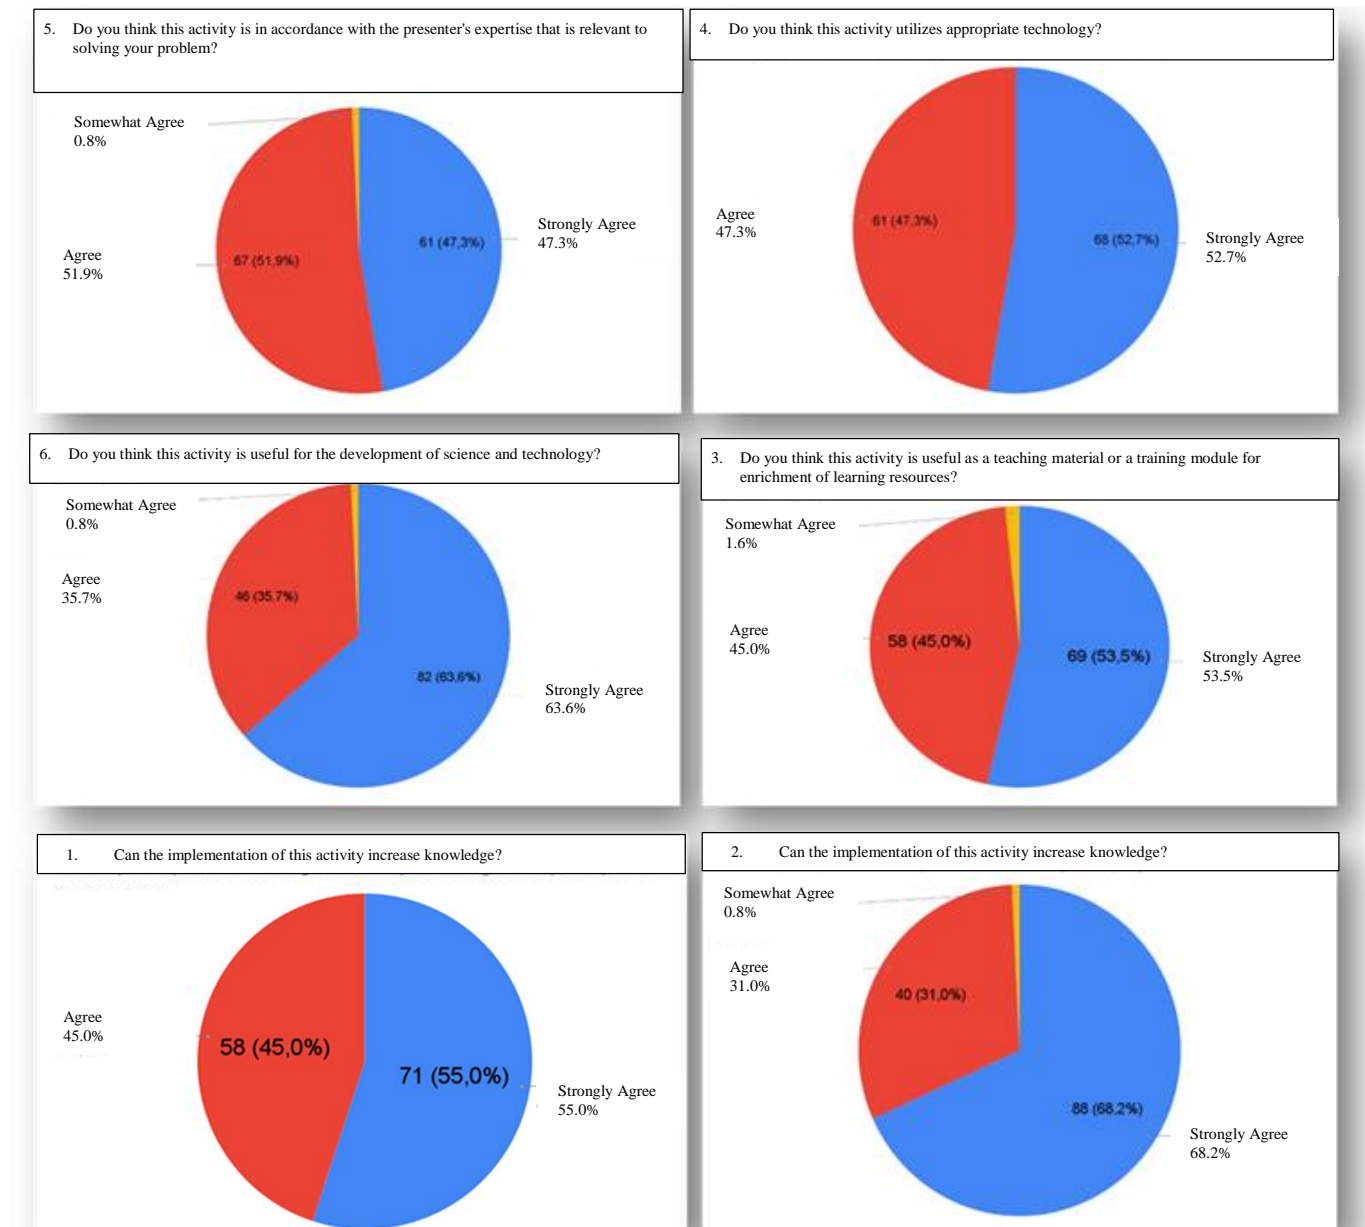 5. Do you think this activity is in accordance with the presenter's expertise that is relevant to
solving your problem?
Somewhat Agree
0.8%
61 (47,3%)
Strongly Agree
47.3%
67 (51,9%)
Agree
51.9%
4. Do you think this activity utilizes appropriate technology?
Agree
47.3%
61 (47,3%)
68 (52,7%)
Strongly Agree
52.7%
6. Do you think this activity is useful for the development of science and technology?
Somewhat Agree
0.8%
Agree
35.7%
46 (35,7%)
82 (63,6%)
Strongly Agree
63.6%
3. Do you think this activity is useful as a teaching material or a training module for
enrichment of learning resources?
Somewhat Agree
1.6%
Agree
45.0%
58 (45,0%)
69 (53,5%)
Strongly Agree
53.5%
1. Can the implementation of this activity increase knowledge?
Agree
45.0%
58 (45,0%)
71 (55,0%)
Strongly Agree
55.0%
2. Can the implementation of this activity increase knowledge?
Somewhat Agree
0.8%
Agree
31.0%
40 (31,0%)
88 (68,2%)
Strongly Agree
68.2%